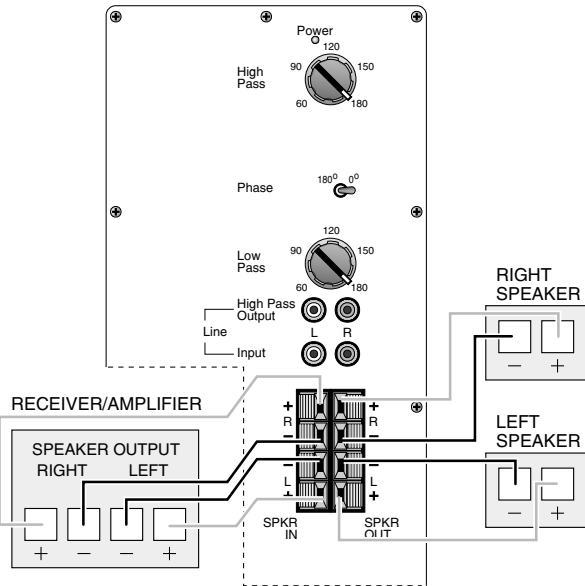 Power
120
High
Pass
90
150
60
180
Phase
180° 0°
120
Low
Pass
90
150
60
180
High Pass
Output
Line
L R
Input
RIGHT
SPEAKER
− +
RECEIVER/AMPLIFIER
SPEAKER OUTPUT
RIGHT LEFT
+ − − +
+
R
−
−
L
+
+
R
−
−
L
+
SPKR
IN
SPKR
OUT
LEFT
SPEAKER
− +